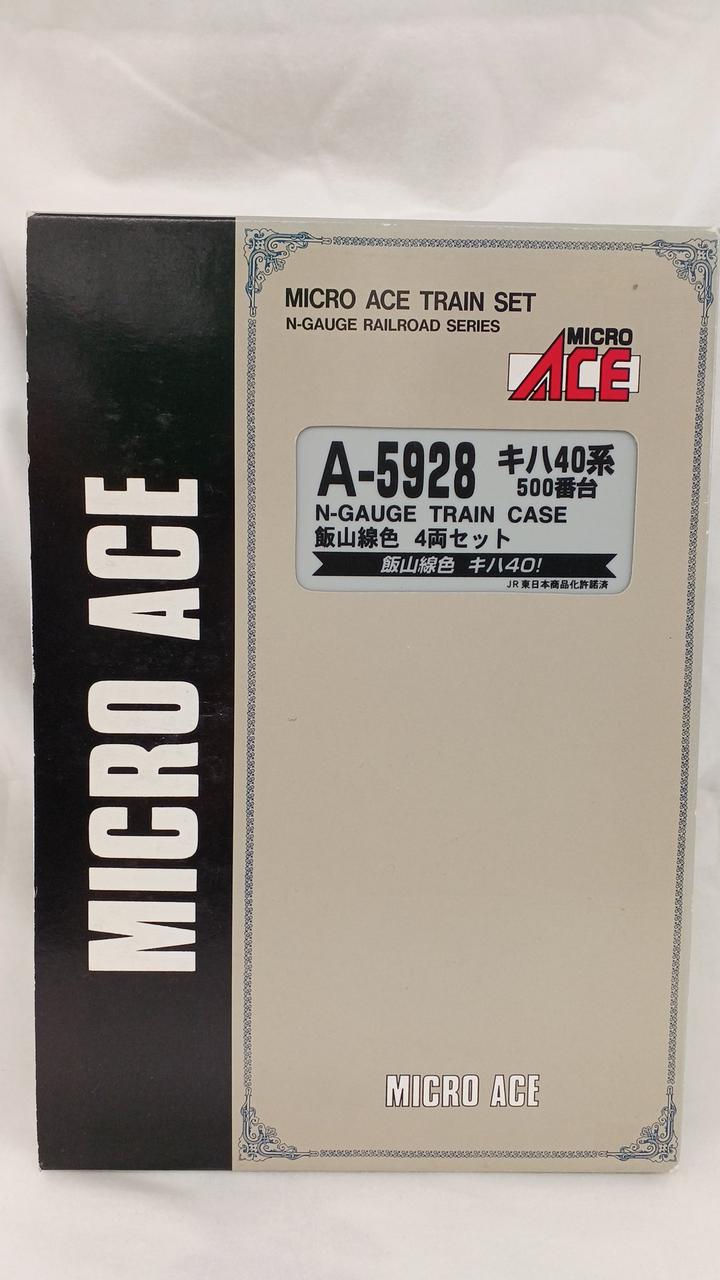 MICRO ACE
MICRO ACE TRAIN SET
N-GAUGE RAILROAD SERIES
MICRO
ACE
A-5928 キハ40系
500番台
N-GAUGE TRAIN CASE
飯山線色 4両セット
飯山線色 キハ40!
JR東日本商品化許諾済
MICRO ACE